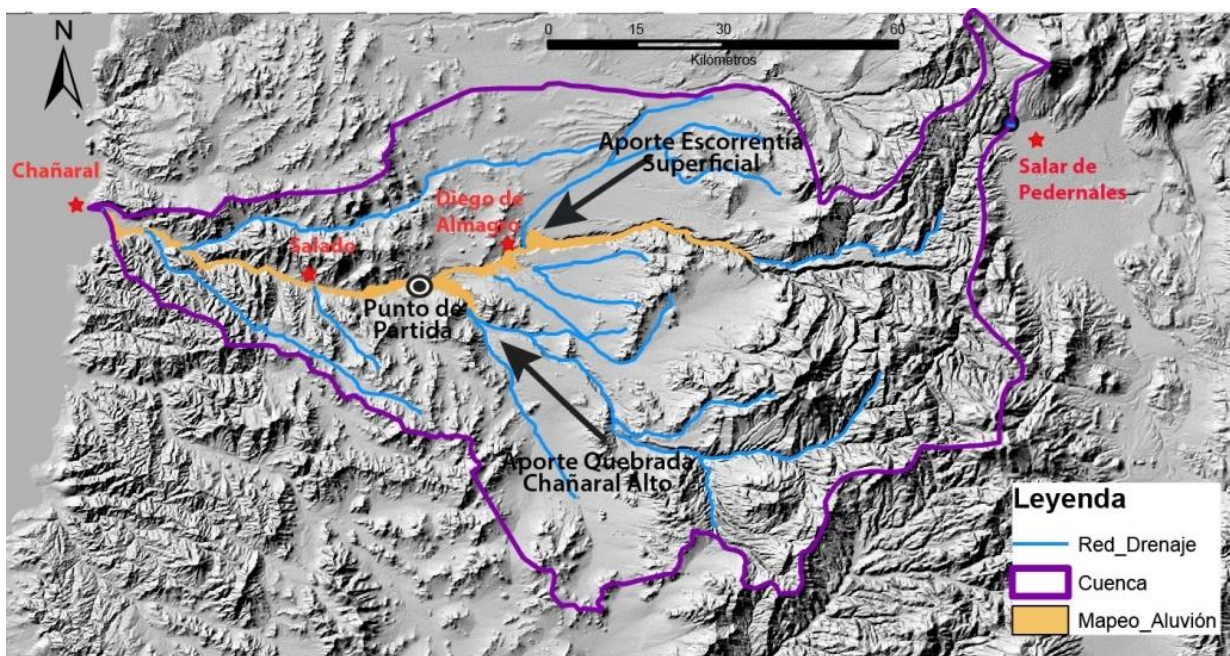 N
0 15 30 60
Kilómetros
Aporte Escorrentía
Superficial
Chañaral
Salar de
Pedernales
Diego de
Almagro
Salado
Punto de
Partida
Aporte Quebrada
Chañaral Alto
Leyenda
Red_Drenaje
Cuenca
Mapeo_Aluvión